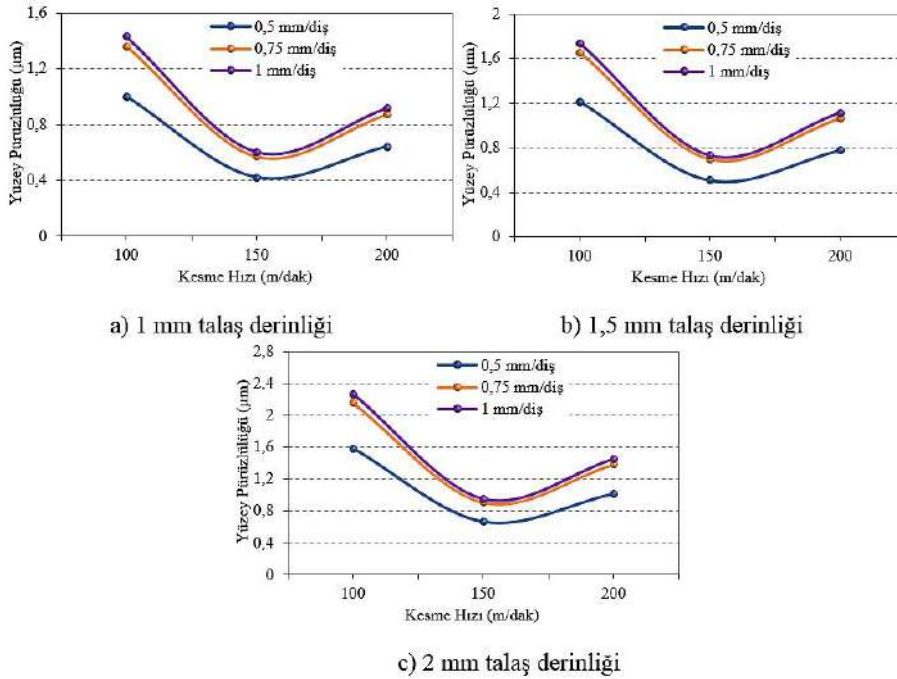 1,6
1,2
0,8
0,4
0
Yüzey Pürüzlülüğü (µm)
0,5 mm/diş
0,75 mm/diş
1 mm/diş
100
150
200
Kesme Hızı (m/dak)
a) 1 mm talaş derinliği
2
1,6
1,2
0,8
0,4
0
Yüzey Pürüzlülüğü (µm)
0,5 mm/diş
0,75 mm/diş
1 mm/diş
100
150
200
Kesme Hızı (m/dak)
b) 1,5 mm talaş derinliği
2,8
2,4
2
1,6
1,2
0,8
0,4
0
Yüzey Pürüzlülüğü (µm)
0,5 mm/diş
0,75 mm/diş
1 mm/diş
100
150
200
Kesme Hızı (m/dak)
c) 2 mm talaş derinliği